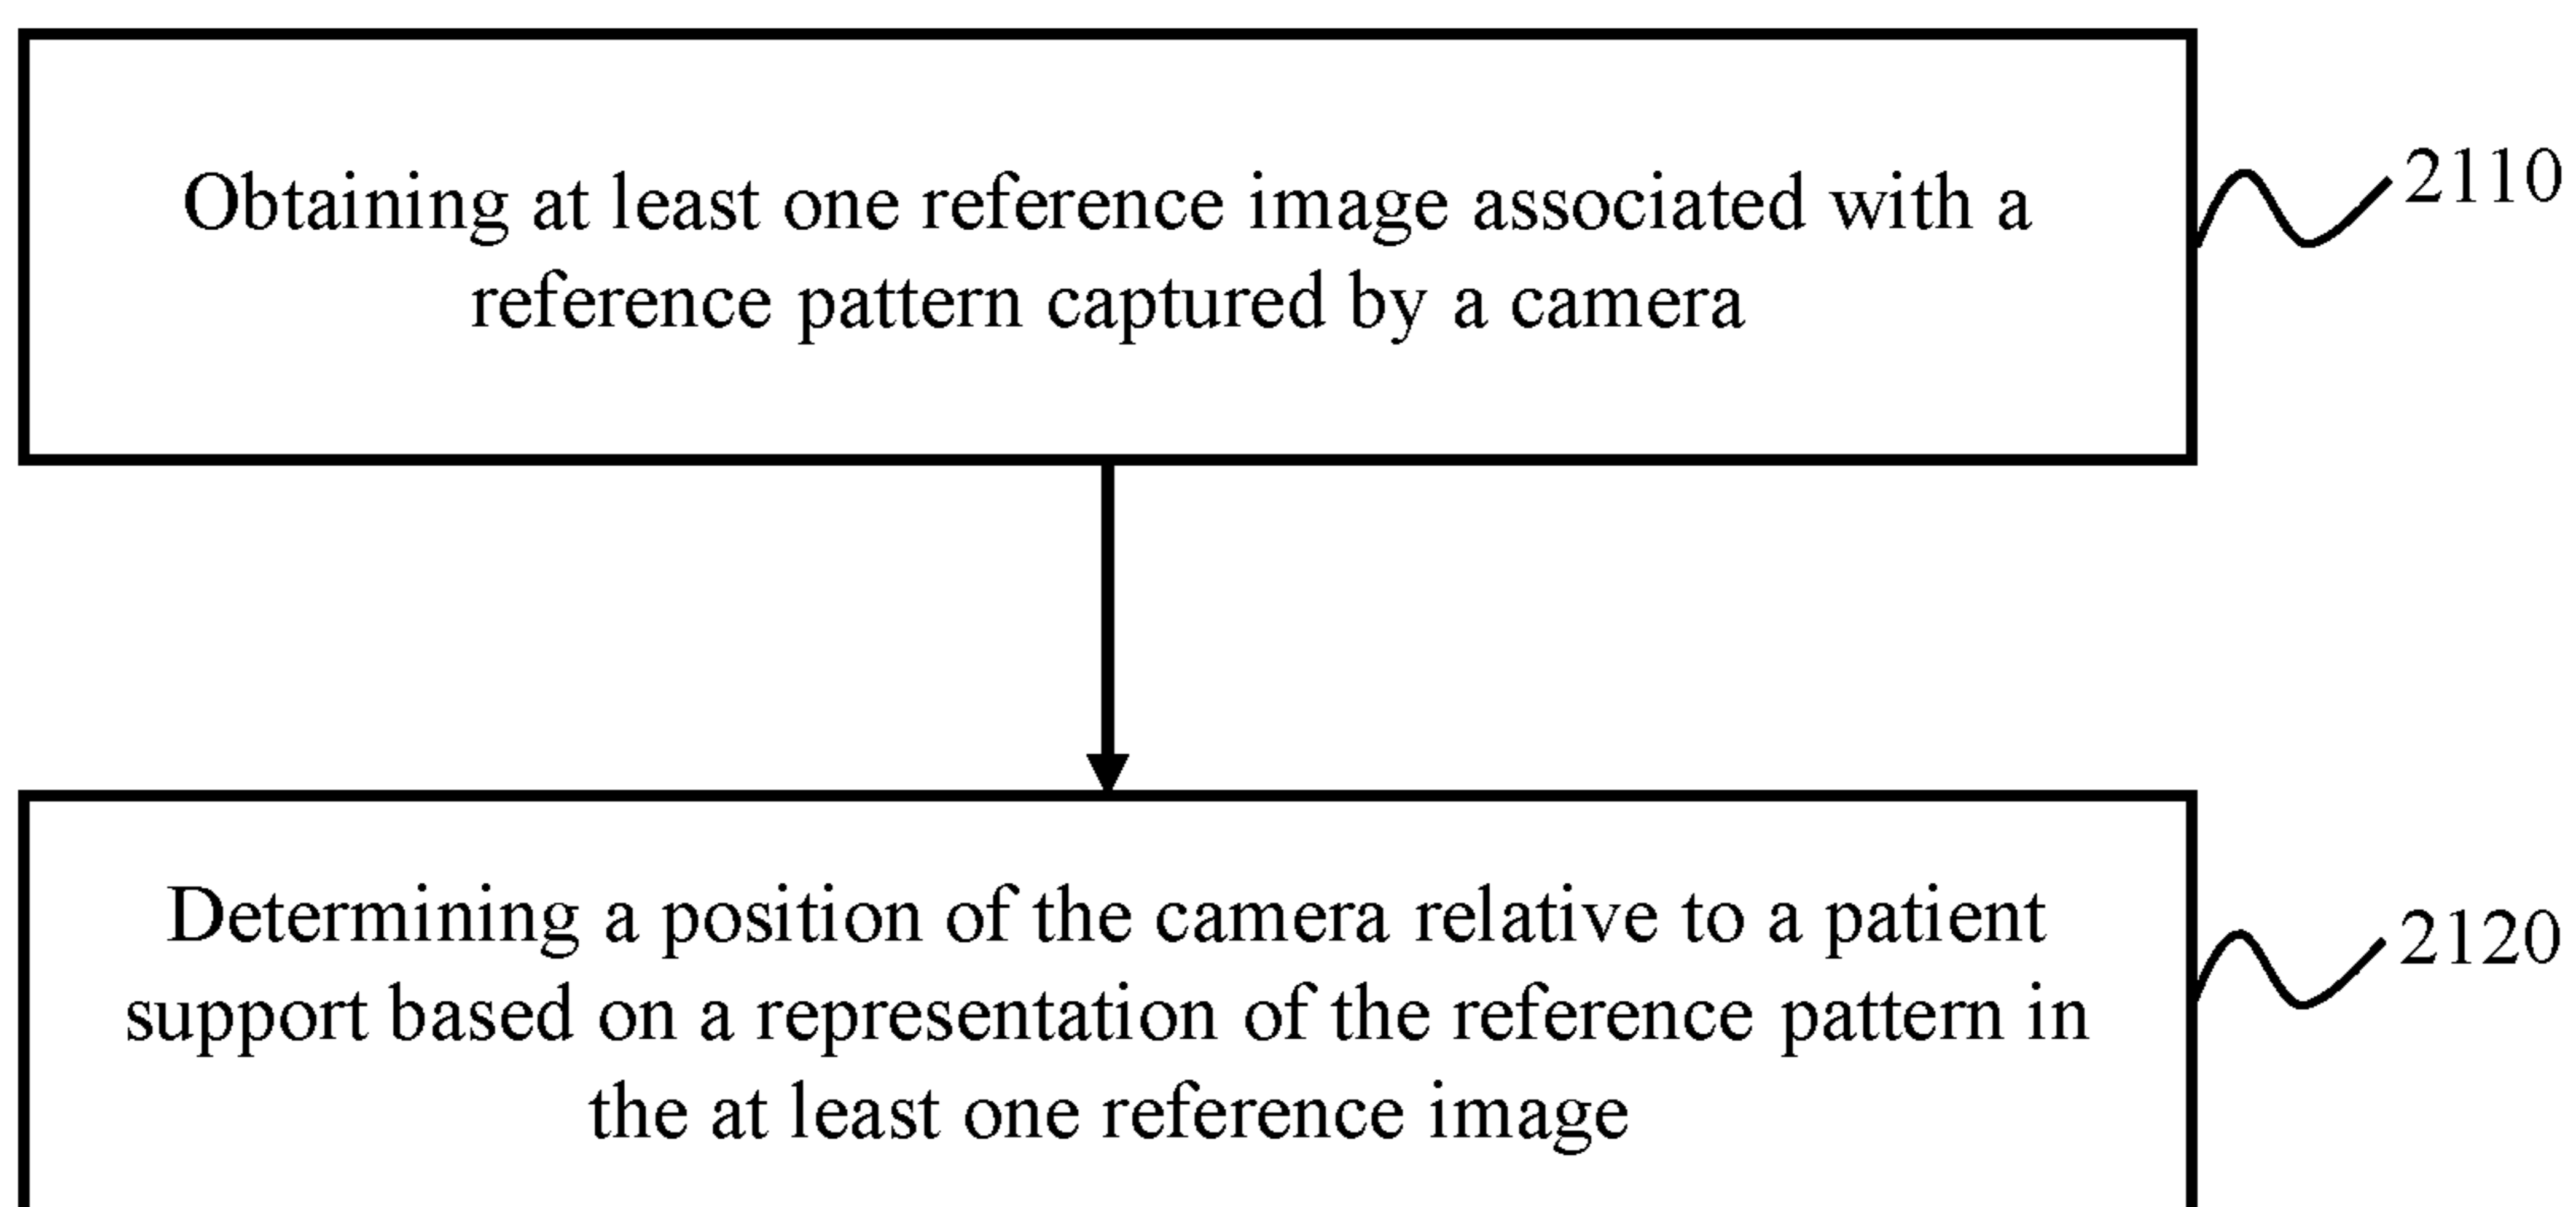 Obtaining at least one reference image associated with a
reference pattern captured by a camera
2110
Determining a position of the camera relative to a patient
support based on a representation of the reference pattern in
the at least one reference image
2120